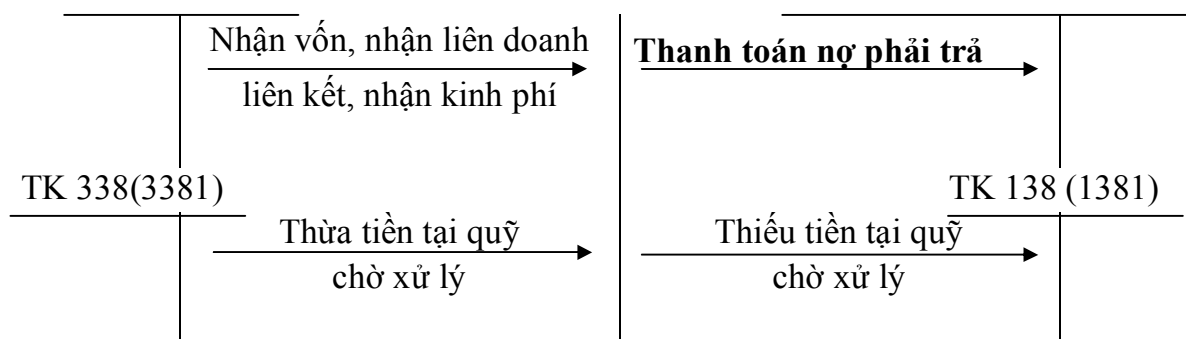 Nhận vốn, nhận liên doanh
liên kết, nhận kinh phí
Thanh toán nợ phải trả
TK 338(3381)
TK 138 (1381)
Thừa tiền tại quỹ
chờ xử lý
Thiếu tiền tại quỹ
chờ xử lý